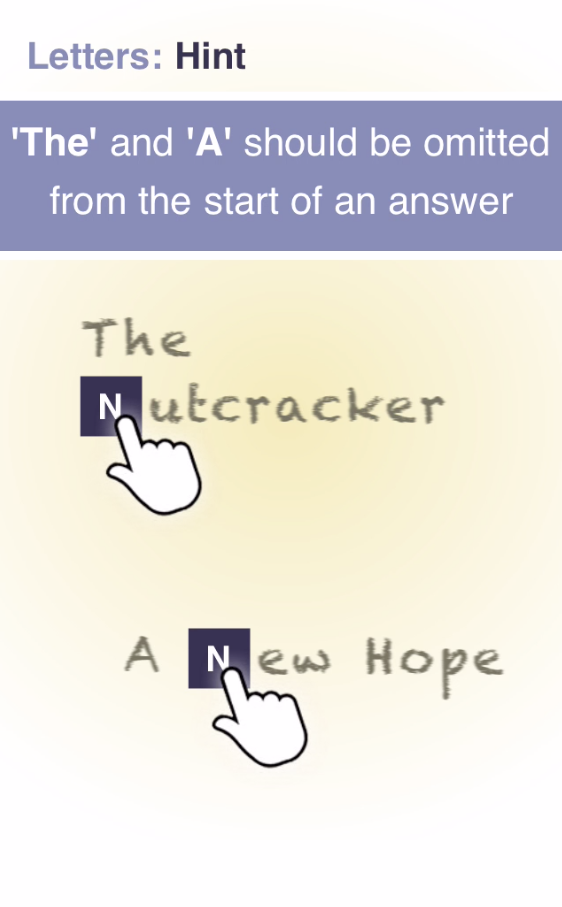 Letters: Hint
'The' and 'A' should be omitted
from the start of an answer
The
Nutcracker
A New Hope